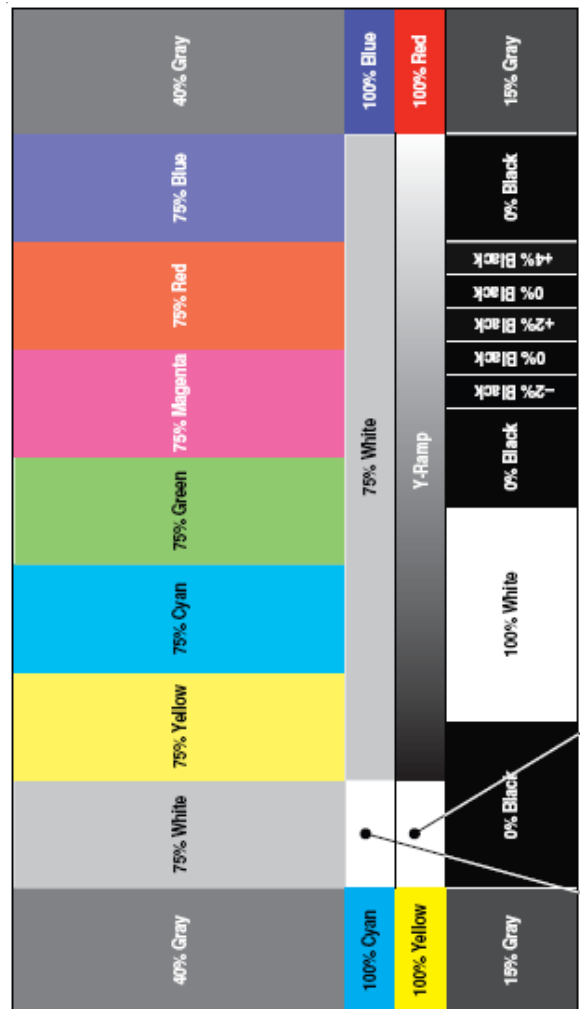 40% Gray
75% White
75% Yellow
75% Cyan
75% Green
75% Magenta
75% Red
75% Blue
40% Gray
100% Cyan
75% White
100% Blue
100% Yellow
Y-Ramp
100% Red
15% Gray
0% Black
100% White
0% Black
–2% Black
0% Black
+2% Black
0% Black
+4% Black
0% Black
15% Gray